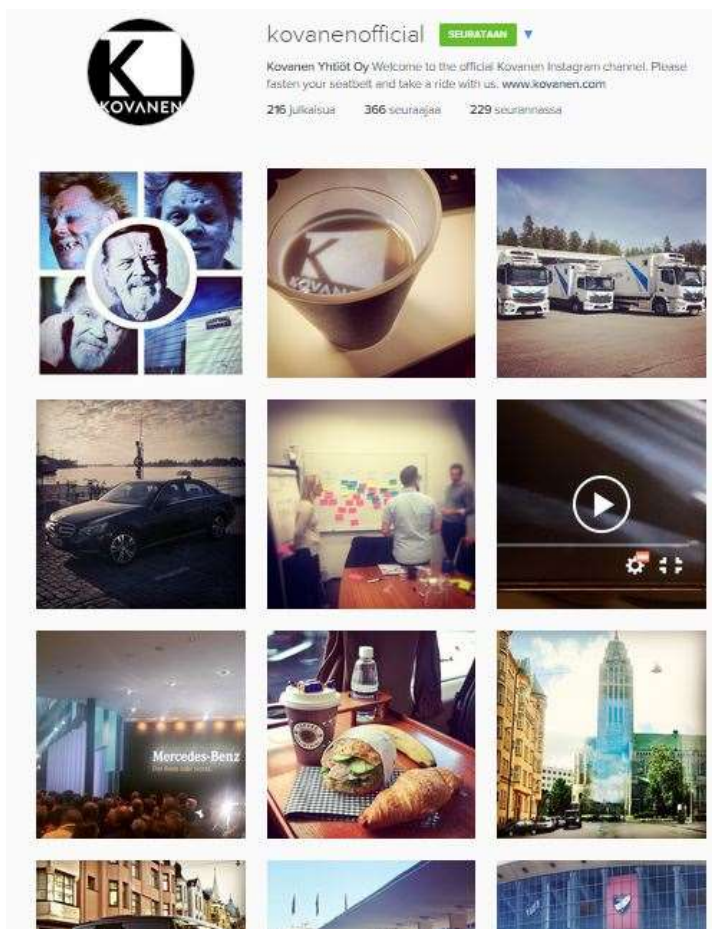 kovanenofficial SEURATAAN
Kovanen Yhtiöt Oy Welcome to the official Kovanen Instagram channel. Please
fasten your seatbelt and take a ride with us. www.kovanen.com
216 julkaisua 366 seuraajaa 229 seurannassa
K
KOVANEN
K
KOVANEN
Mercedes-Benz